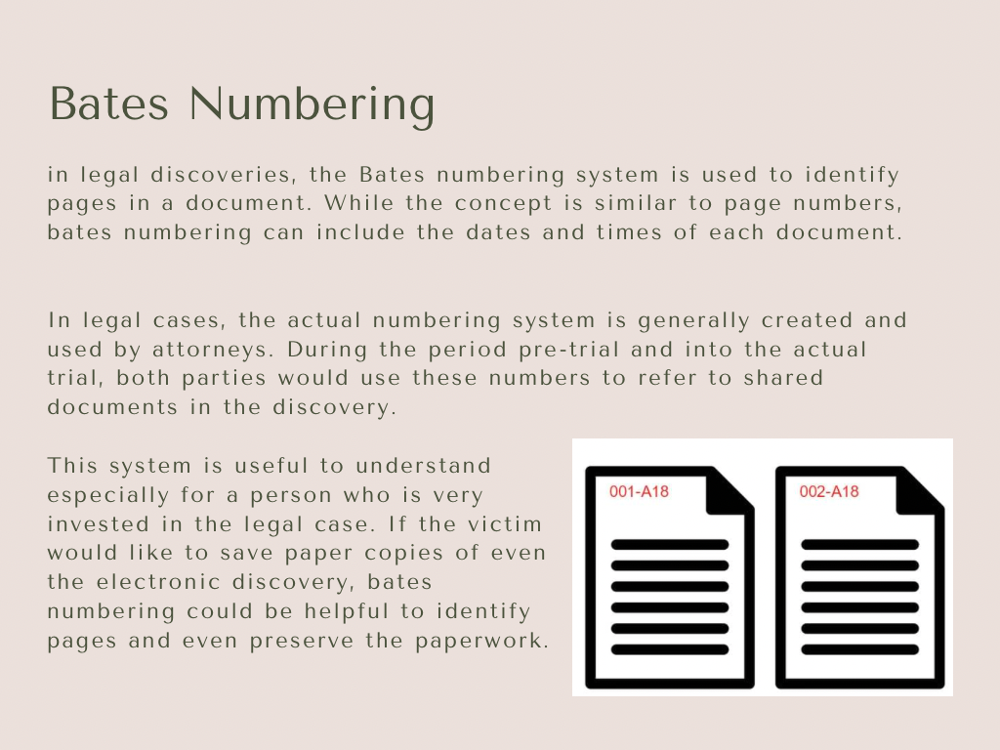 Bates Numbering
in legal discoveries, the Bates numbering system is used to identify
pages in a document. While the concept is similar to page numbers,
bates numbering can include the dates and times of each document.
In legal cases, the actual numbering system is generally created and
used by attorneys. During the period pre-trial and into the actual
trial, both parties would use these numbers to refer to shared
documents in the discovery.
This system is useful to understand
especially for a person who is very
invested in the legal case. If the victim
would like to save paper copies of even
the electronic discovery, bates
numbering could be helpful to identify
pages and even preserve the paperwork.
001-A18
002-A18